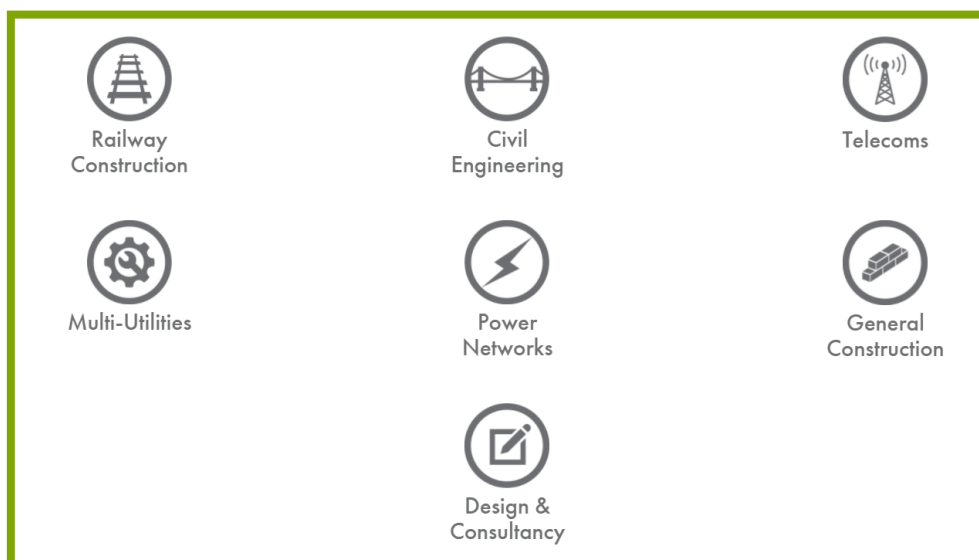 Railway
Construction
Civil
Engineering
Telecoms
Multi-Utilities
Power
Networks
General
Construction
Design &
Consultancy